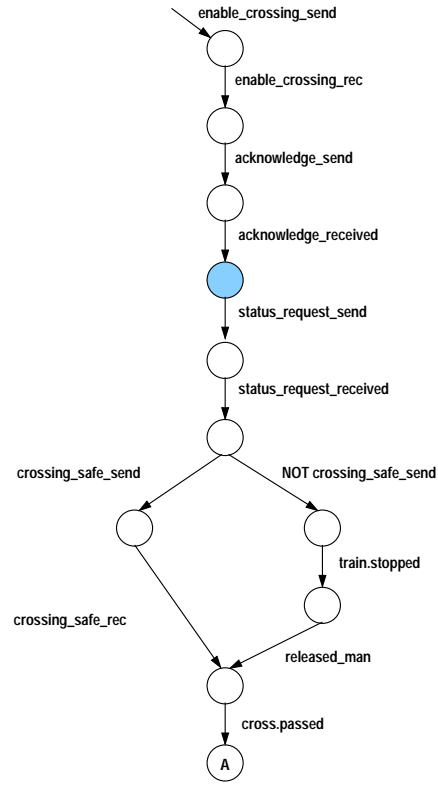 enable_crossing_send
enable_crossing_rec
acknowledge_send
acknowledge_received
status_request_send
status_request_received
crossing_safe_send
NOT crossing_safe_send
train.stopped
crossing_safe_rec
released_man
cross.passed
A